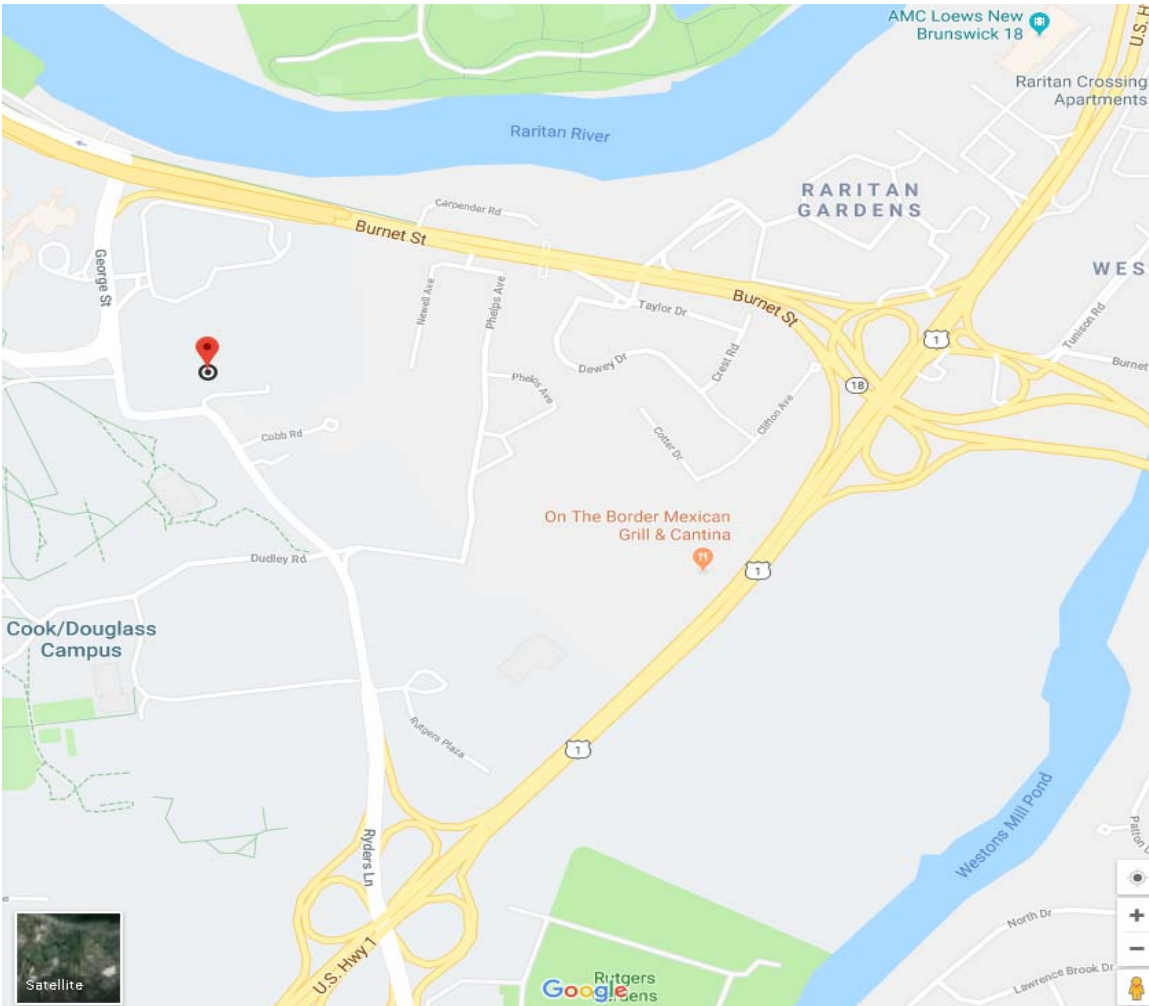 AMC Loews New
Brunswick 18
U.S. H
Raritan Crossing
Apartments
Raritan River
RARITAN
GARDENS
Carpender Rd
Burnet St
George St
WES
Newell Ave
Phelps Ave
Taylor Dr
Burnet St
Tunison Rd
1
Burnet
Dewey Dr
Crest Rd
Phelps Ave
18
Clifton Ave
Cobb Rd
Cotter Dr
On The Border Mexican
Grill & Cantina
Dudley Rd
1
Cook/Douglass
Campus
Rutgers Plaza
1
Westons Mill Pond
Patton D
Ryders Ln
North Dr
U.S. Hwy 1
Satellite
Google
Rutgers
Gardens
Lawrence Brook Dr